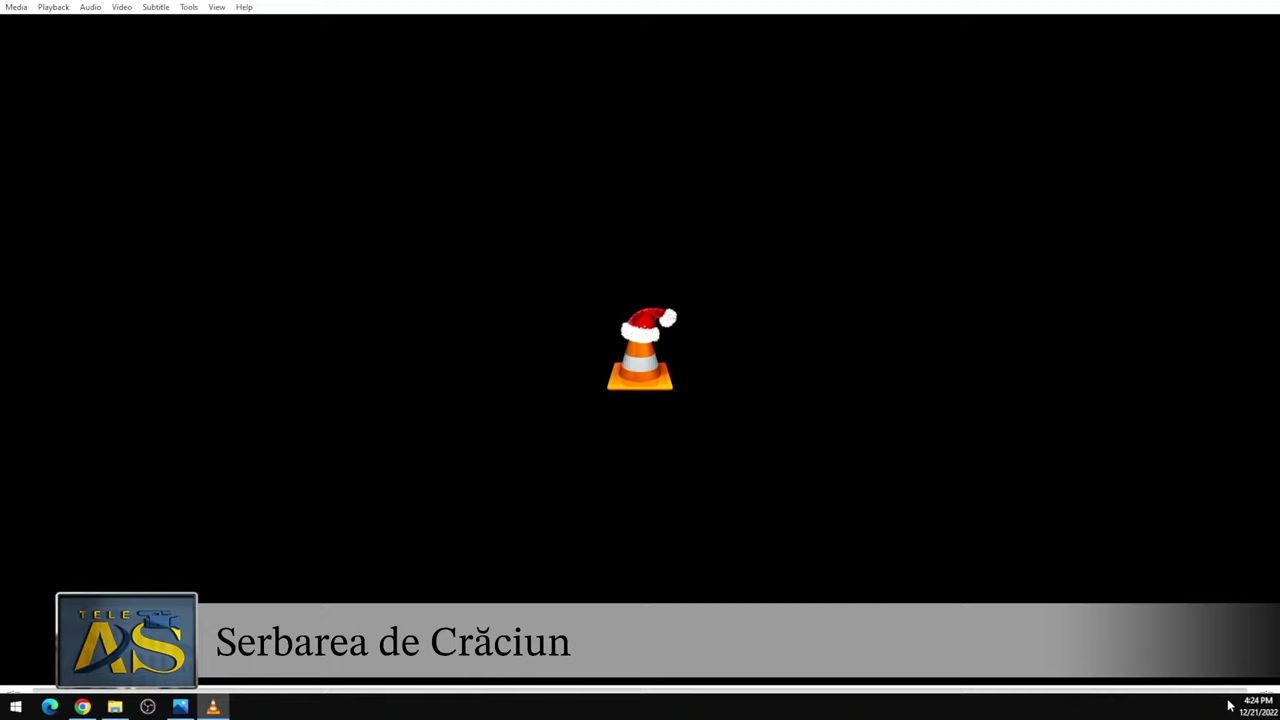 Media Playback Audio Video Subtitle Tools View Help
TELE
AS
Serbarea de Crăciun
4:24 PM
12/21/2022